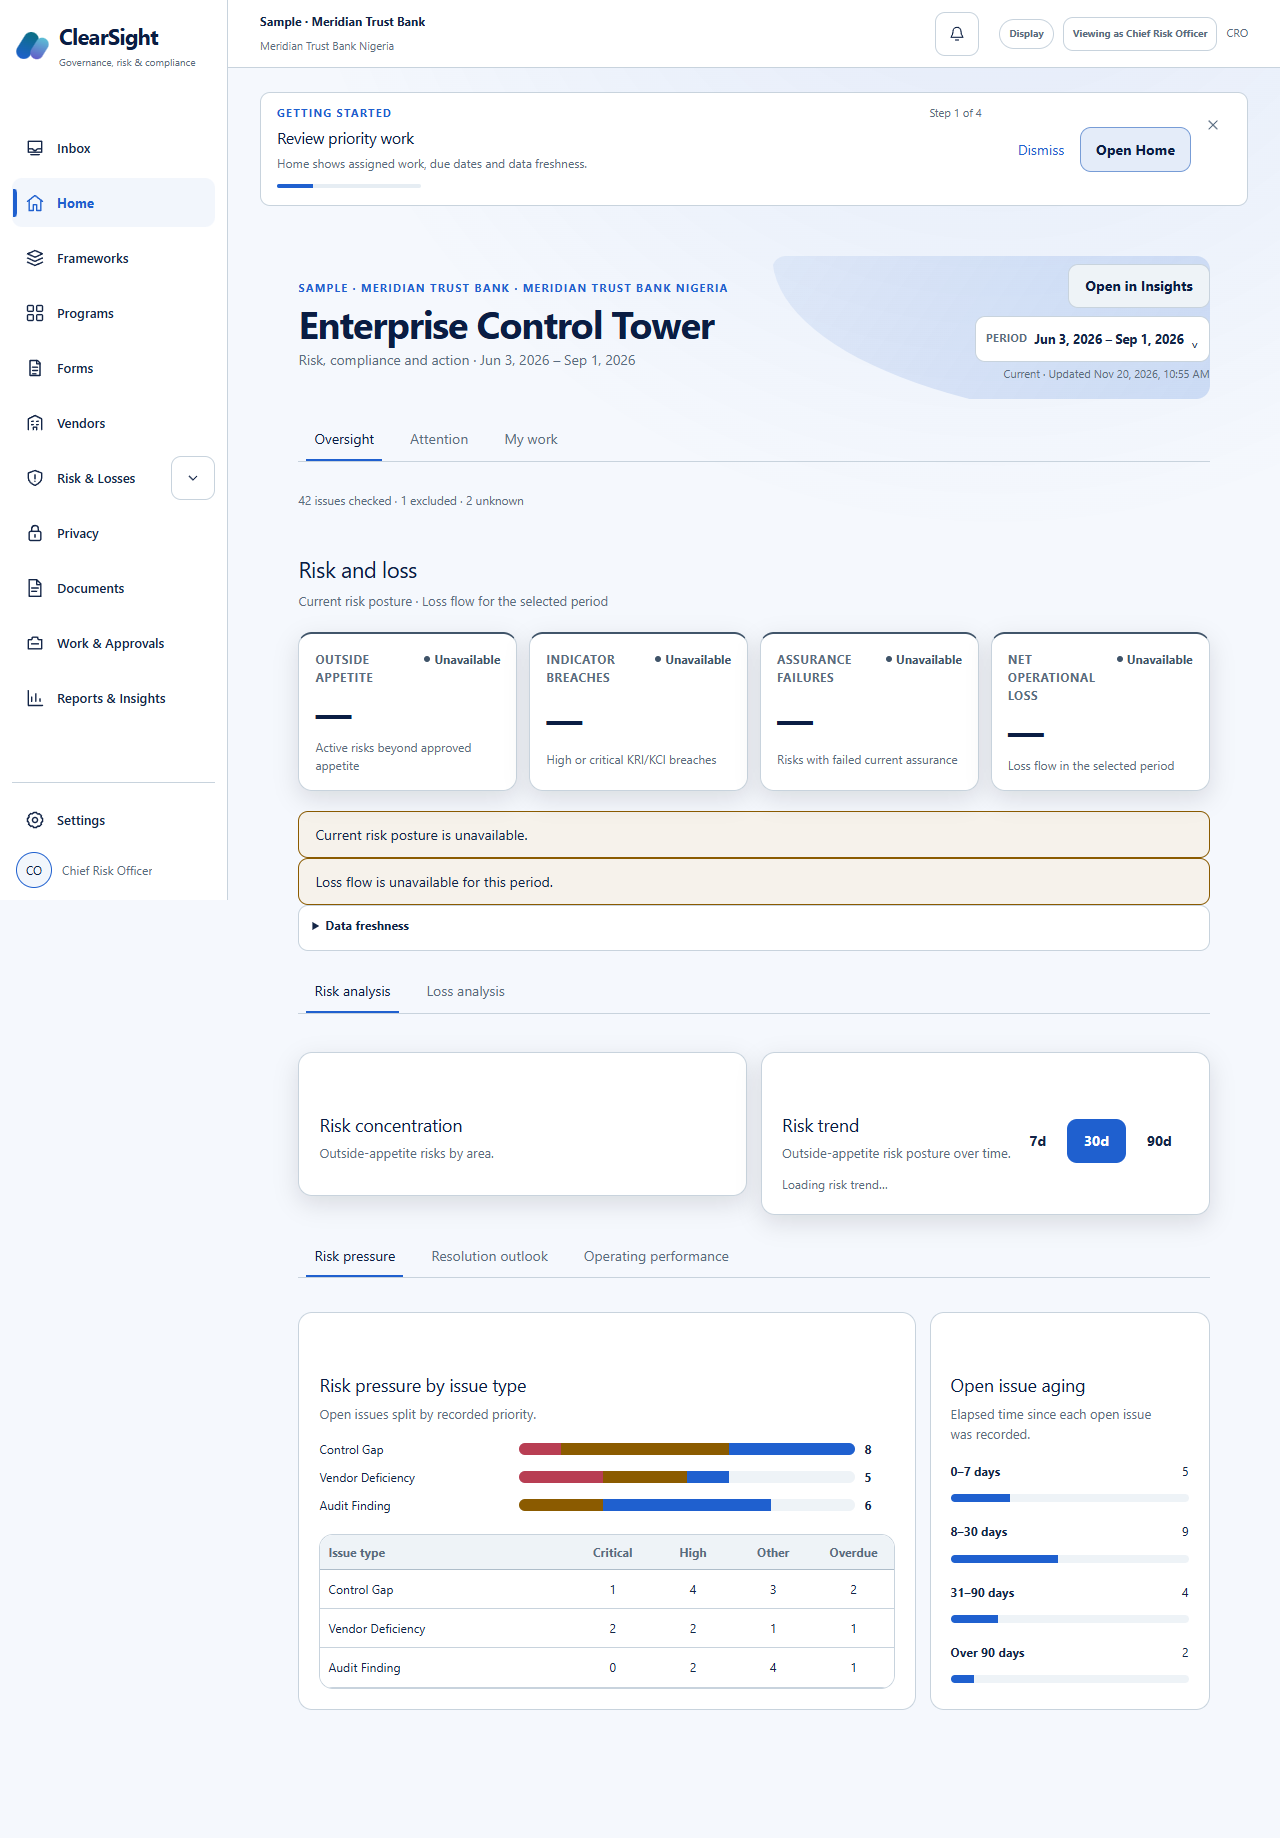 ClearSight
Governance, risk & compliance
Inbox
Home
Frameworks
Programs
Forms
Vendors
Risk & Losses
Privacy
Documents
Work & Approvals
Reports & Insights
Settings
CO
Chief Risk Officer
Sample · Meridian Trust Bank
Meridian Trust Bank Nigeria
Display
Viewing as Chief Risk Officer
CRO
GETTING STARTED
Step 1 of 4
Review priority work
Home shows assigned work, due dates and data freshness.
Dismiss
Open Home
SAMPLE · MERIDIAN TRUST BANK · MERIDIAN TRUST BANK NIGERIA
Enterprise Control Tower
Risk, compliance and action · Jun 3, 2026 – Sep 1, 2026
Open in Insights
PERIOD Jun 3, 2026 – Sep 1, 2026 v
Current · Updated Nov 20, 2026, 10:55 AM
Oversight
Attention
My work
42 issues checked · 1 excluded · 2 unknown
Risk and loss
Current risk posture · Loss flow for the selected period
OUTSIDE
APPETITE
Unavailable
—
Active risks beyond approved
appetite
INDICATOR
BREACHES
Unavailable
—
High or critical KRI/KCI breaches
ASSURANCE
FAILURES
Unavailable
—
Risks with failed current assurance
NET
OPERATIONAL
LOSS
Unavailable
—
Loss flow in the selected period
Current risk posture is unavailable.
Loss flow is unavailable for this period.
Data freshness
Risk analysis
Loss analysis
Risk concentration
Outside-appetite risks by area.
Risk trend
Outside-appetite risk posture over time.
7d
30d
90d
Loading risk trend...
Risk pressure
Resolution outlook
Operating performance
Risk pressure by issue type
Open issues split by recorded priority.
Control Gap 8
Vendor Deficiency 5
Audit Finding 6
Issue type Critical High Other Overdue
Control Gap 1 4 3 2
Vendor Deficiency 2 2 1 1
Audit Finding 0 2 4 1
Open issue aging
Elapsed time since each open issue
was recorded.
0–7 days 5
8–30 days 9
31–90 days 4
Over 90 days 2